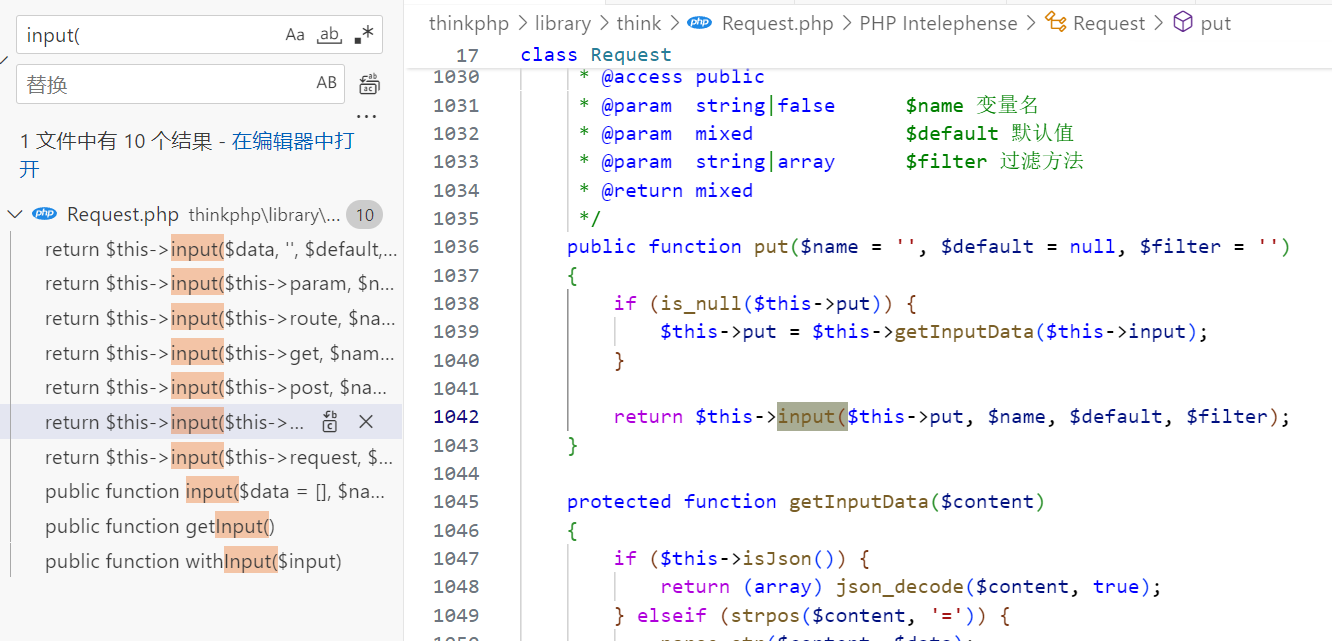 input(
Aa
ab
.*
替换
AB
...
1 文件中有 10 个结果 - 在编辑器中打
开
php Request.php thinkphp\library\... 10
return $this->input($data, '', $default,...
return $this->input($this->param, $n...
return $this->input($this->route, $na...
return $this->input($this->get, $nam...
return $this->input($this->post, $na...
return $this->input($this->...
return $this->input($this->request, $...
public function input($data = [], $na...
public function getInput()
public function withInput($input)
thinkphp > library > think > php Request.php > PHP Intelephense > Request > put
17 class Request
1030 * @access public
1031 * @param string|false $name 变量名
1032 * @param mixed $default 默认值
1033 * @param string|array $filter 过滤方法
1034 * @return mixed
1035 */
1036 public function put($name = '', $default = null, $filter = '')
1037 {
1038 if (is_null($this->put)) {
1039 $this->put = $this->getInputData($this->input);
1040 }
1041
1042 return $this->input($this->put, $name, $default, $filter);
1043 }
1044
1045 protected function getInputData($content)
1046 {
1047 if ($this->isJson()) {
1048 return (array) json_decode($content, true);
1049 } elseif (strpos($content, '=')) {